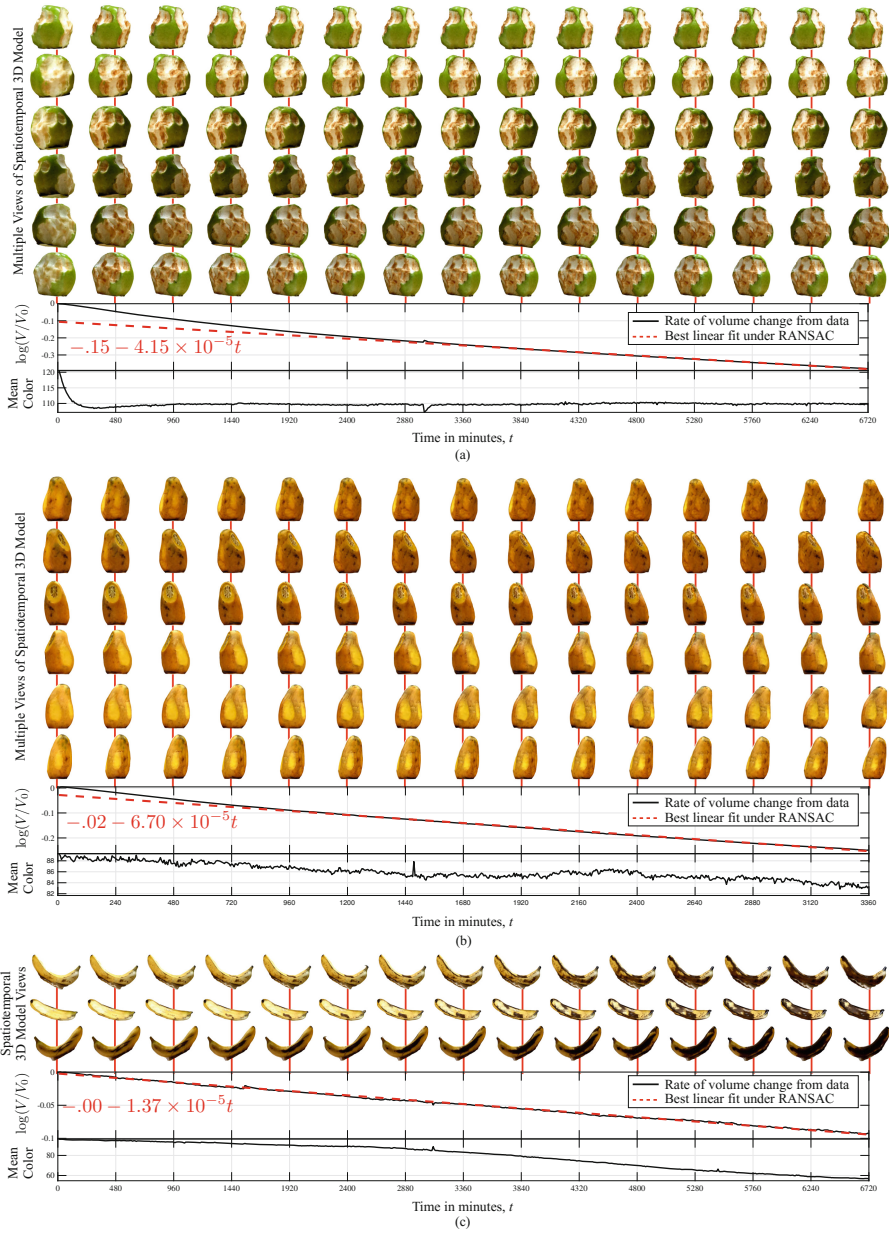 Multiple Views of Spatiotemporal 3D Model
log(V/V₀)
0
-0.1
-0.2
-0.3
−.15 − 4.15 × 10⁻⁵t
Rate of volume change from data
Best linear fit under RANSAC
Mean
Color
120
115
110
0 480 960 1440 1920 2400 2880 3360 3840 4320 4800 5280 5760 6240 6720
Time in minutes, t
(a)
Multiple Views of Spatiotemporal 3D Model
log(V/V₀)
0
-0.1
-0.2
−.02 − 6.70 × 10⁻⁵t
Rate of volume change from data
Best linear fit under RANSAC
Mean
Color
88
86
84
82
0 240 480 720 960 1200 1440 1680 1920 2160 2400 2640 2880 3120 3360
Time in minutes, t
(b)
Spatiotemporal
3D Model Views
log(V/V₀)
0
-0.05
-0.1
−.00 − 1.37 × 10⁻⁵t
Rate of volume change from data
Best linear fit under RANSAC
Mean
Color
80
60
0 480 960 1440 1920 2400 2880 3360 3840 4320 4800 5280 5760 6240 6720
Time in minutes, t
(c)